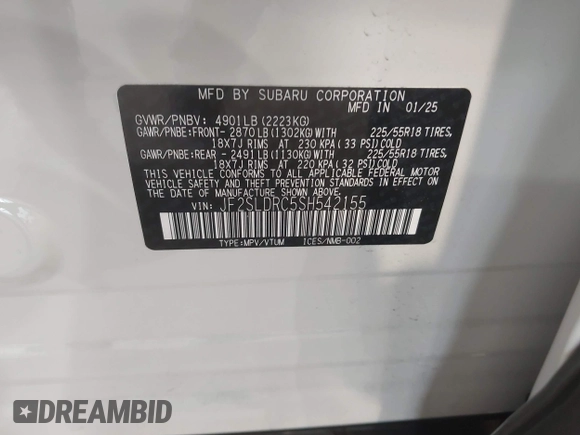 MFD BY SUBARU CORPORATION
MFD IN 01/25
GVWR/PNBV: 4901LB(2223KG)
GAWR/PNBE:FRONT- 2870LB(1302KG)WITH 225/55R18 TIRES,
18X7J RIMS AT 230 KPA(33 PSI)COLD
GAWR/PNBE:REAR - 2491LB(1130KG)WITH 225/55R18 TIRES,
18X7J RIMS AT 220 KPA(32 PSI)COLD
THIS VEHICLE CONFORMS TO ALL APPLICABLE FEDERAL MOTOR
VEHICLE SAFETY AND THEFT PREVENTION STANDARDS IN EFFECT ON
THE DATE OF MANUFACTURE SHOWN ABOVE.
VIN: JF2SLDRC5SH542155
TYPE:MPV/VTUM 1CES/NMB-002
DREAMBID